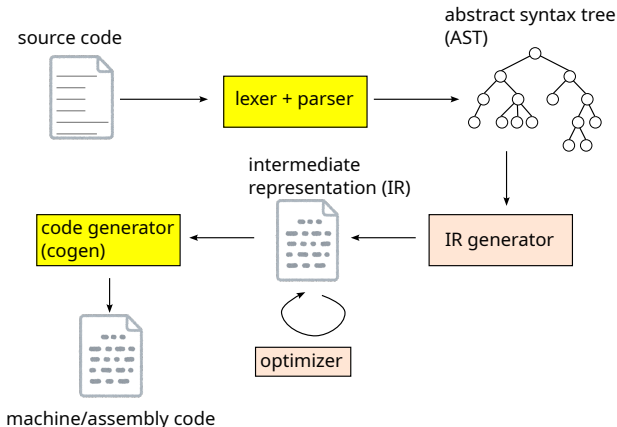 source code
abstract syntax tree
(AST)
lexer + parser
intermediate
representation (IR)
code generator
(cogen)
IR generator
optimizer
machine/assembly code